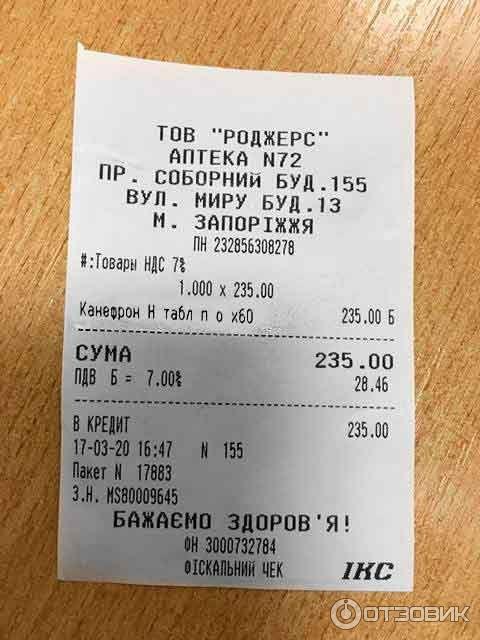 ТОВ "РОДЖЕРС"
АПТЕКА N72
ПР. СОБОРНИЙ БУД.155
ВУЛ. МИРУ БУД.13
М. ЗАПОРІЖЖЯ
ПН 232856308278
#:Товары НДС 7%
1.000 x 235.00
Канефрон Н табл п о х60 235.00 Б
СУМА 235.00
ПДВ Б = 7.00% 28.46
В КРЕДИТ 235.00
17-03-20 16:47 N 155
Пакет N 17883
З.Н. MS80009645
БАЖАЄМО ЗДОРОВ'Я!
ФН 3000732784
ФІСКАЛЬНИЙ ЧЕК ІКС
ОТЗОВИК